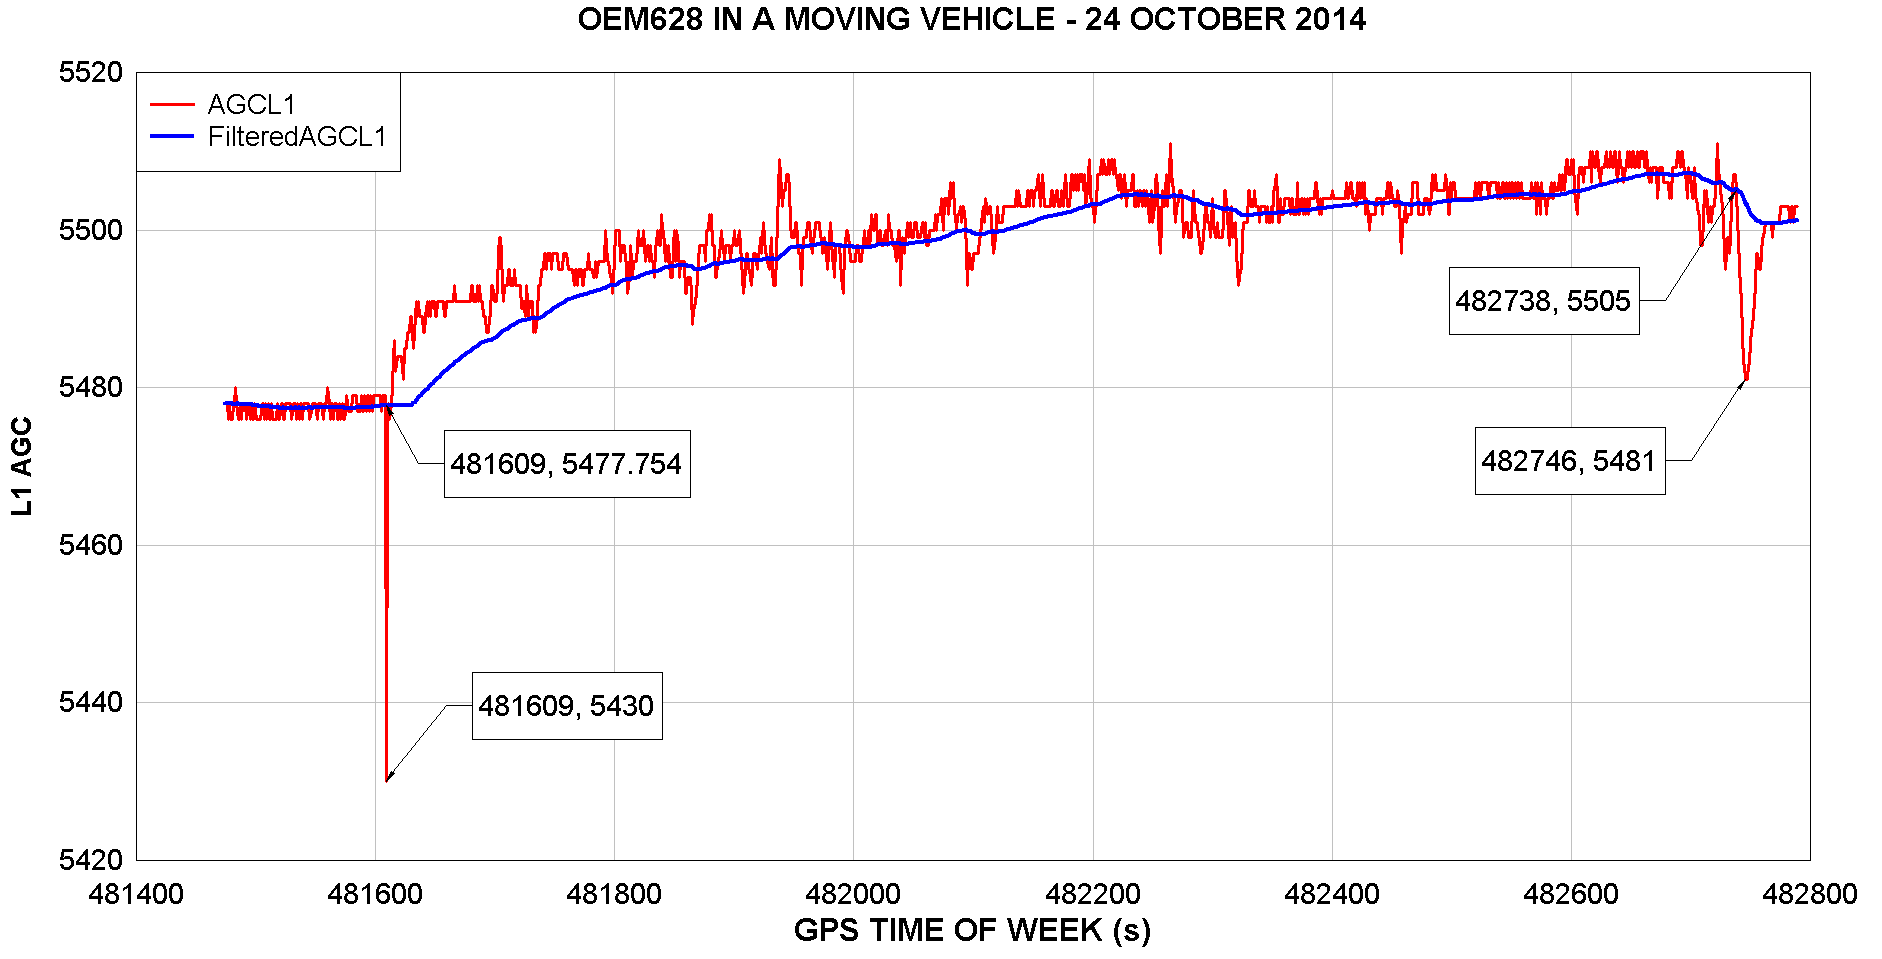 OEM628 IN A MOVING VEHICLE - 24 OCTOBER 2014
5520
AGCL1
FilteredAGCL1
5500
482738, 5505
5480
481609, 5477.754
482746, 5481
L1 AGC
5460
5440
481609, 5430
5420
481400 481600 481800 482000 482200 482400 482600 482800
GPS TIME OF WEEK (s)